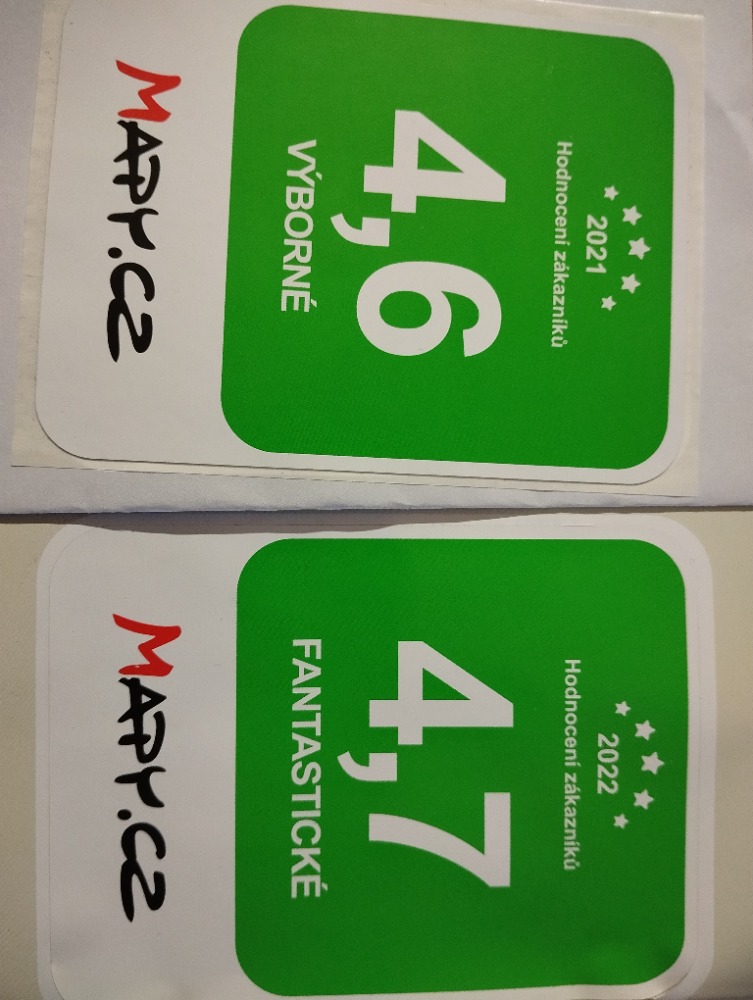 2021
Hodnocení zákazníků
4,6
VÝBORNÉ
MAPY.CZ
2022
Hodnocení zákazníků
4,7
FANTASTICKÉ
MAPY.CZ